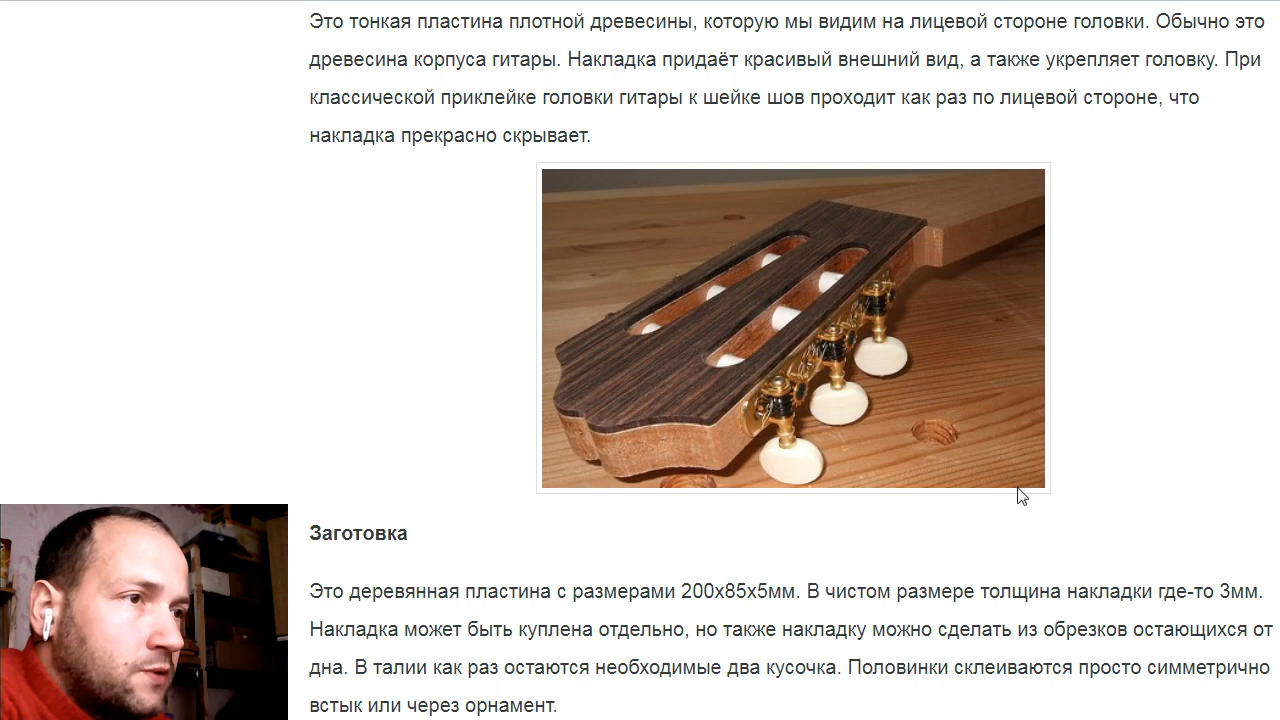 Это тонкая пластина плотной древесины, которую мы видим на лицевой стороне головки. Обычно это
древесина корпуса гитары. Накладка придаёт красивый внешний вид, а также укрепляет головку. При
классической приклейке головки гитары к шейке шов проходит как раз по лицевой стороне, что
накладка прекрасно скрывает.
Заготовка
Это деревянная пластина с размерами 200х85х5мм. В чистом размере толщина накладки где-то 3мм.
Накладка может быть куплена отдельно, но также накладку можно сделать из обрезков остающихся от
дна. В талии как раз остаются необходимые два кусочка. Половинки склеиваются просто симметрично
встык или через орнамент.